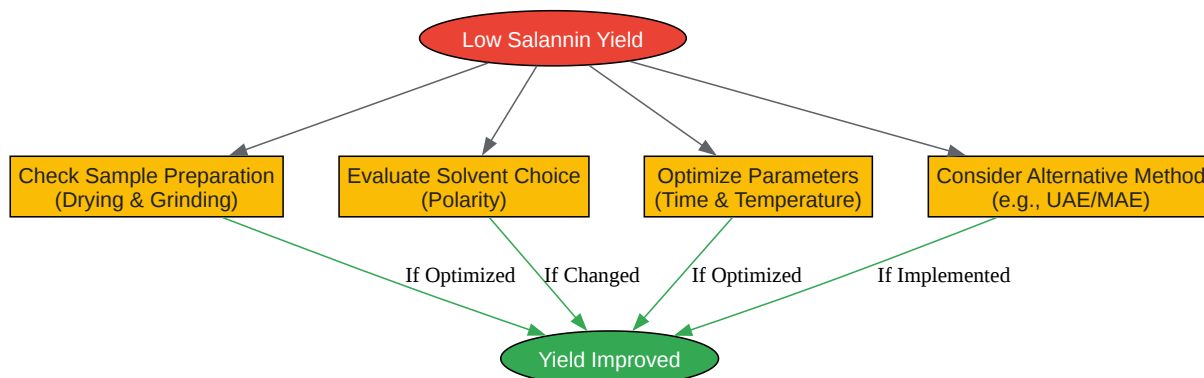 Low Salannin Yield
Check Sample Preparation
(Drying & Grinding)
Evaluate Solvent Choice
(Polarity)
Optimize Parameters
(Time & Temperature)
Consider Alternative Method
(e.g., UAE/MAE)
If Optimized
If Changed
If Optimized
If Implemented
Yield Improved